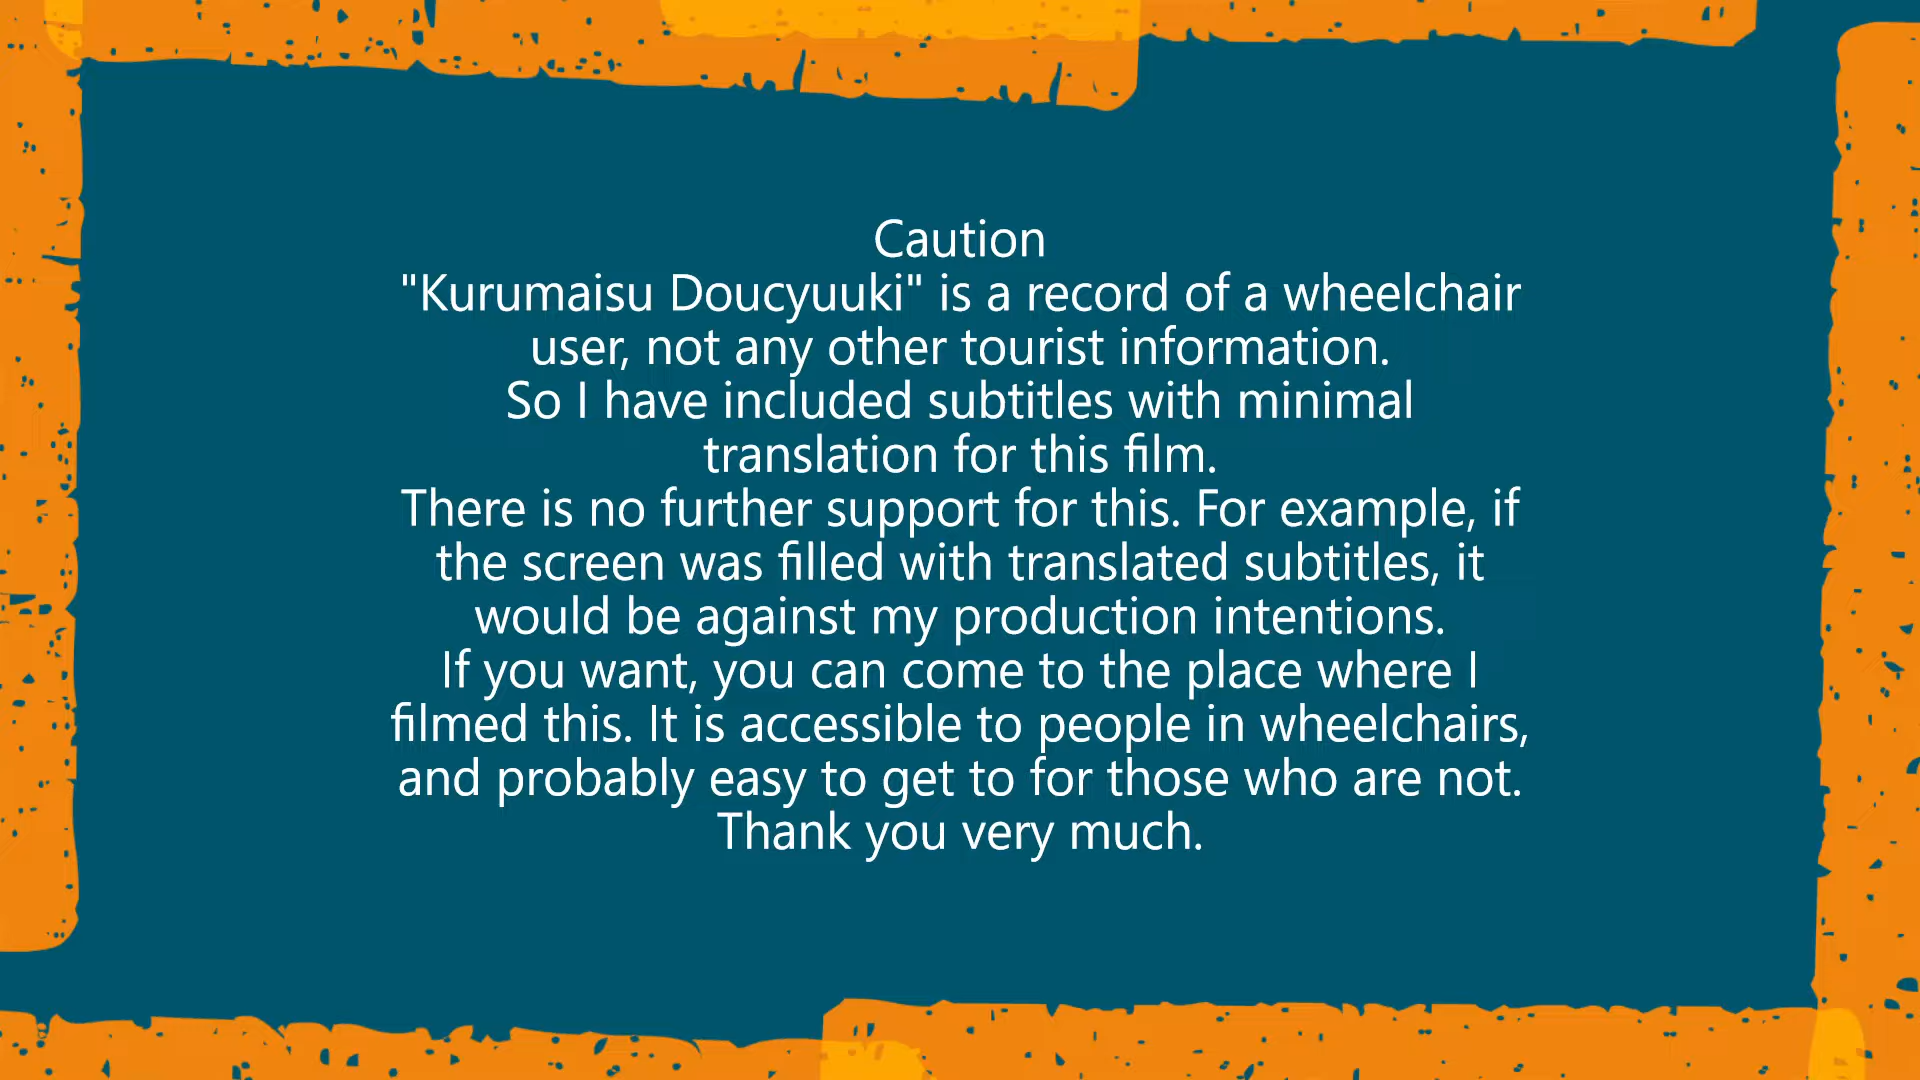 Caution
"Kurumaisu Doucyuuki" is a record of a wheelchair
user, not any other tourist information.
So I have included subtitles with minimal
translation for this film.
There is no further support for this. For example, if
the screen was filled with translated subtitles, it
would be against my production intentions.
If you want, you can come to the place where I
filmed this. It is accessible to people in wheelchairs,
and probably easy to get to for those who are not.
Thank you very much.